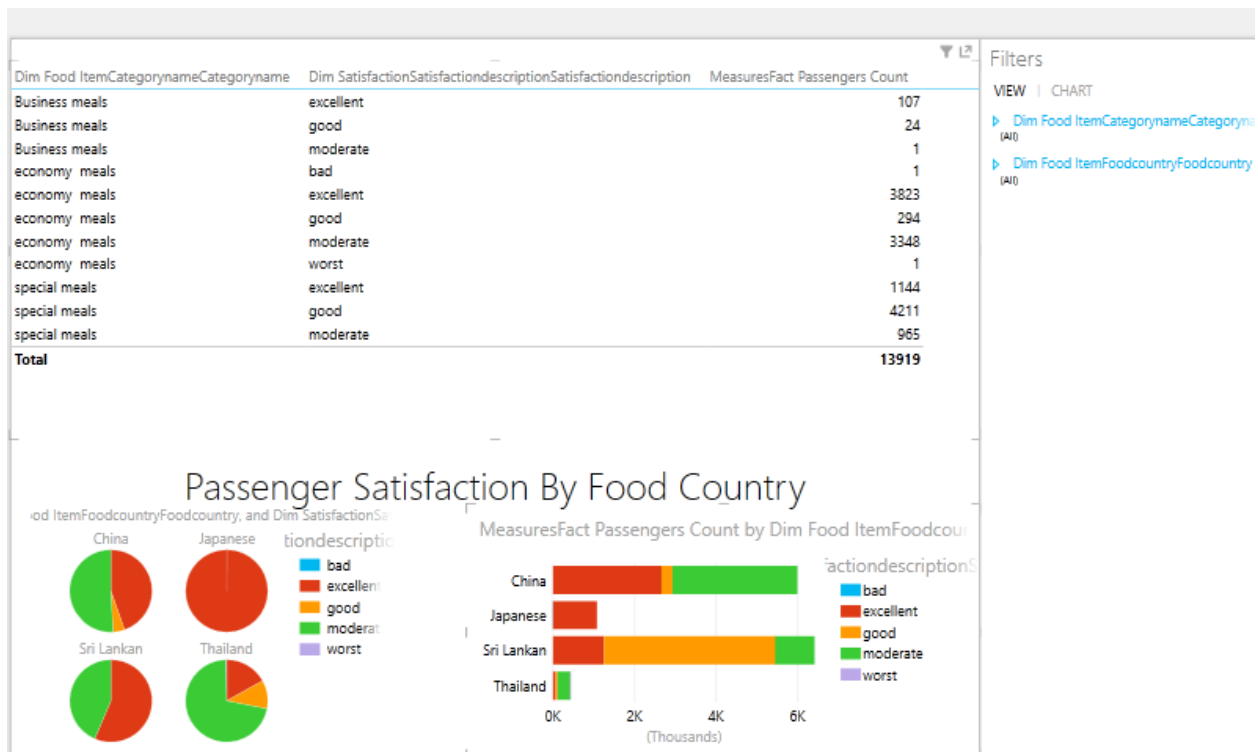 Dim Food ItemCategorynameCategoryname Dim SatisfactionSatisfactiondescriptionSatisfactiondescription MeasuresFact Passengers Count
Business meals excellent 107
Business meals good 24
Business meals moderate 1
economy meals bad 1
economy meals excellent 3823
economy meals good 294
economy meals moderate 3348
economy meals worst 1
special meals excellent 1144
special meals good 4211
special meals moderate 965
Total 13919
Filters
VIEW | CHART
Dim Food ItemCategorynameCategoryna
(All)
Dim Food ItemFoodcountryFoodcountry
(All)
Passenger Satisfaction By Food Country
od ItemFoodcountryFoodcountry, and Dim SatisfactionSa
China Japanese
Sri Lankan Thailand
tiondescriptic
bad
excellent
good
moderat
worst
MeasuresFact Passengers Count by Dim Food ItemFoodcou
China
Japanese
Sri Lankan
Thailand
0K 2K 4K 6K
(Thousands)
actiondescriptionS
bad
excellent
good
moderate
worst